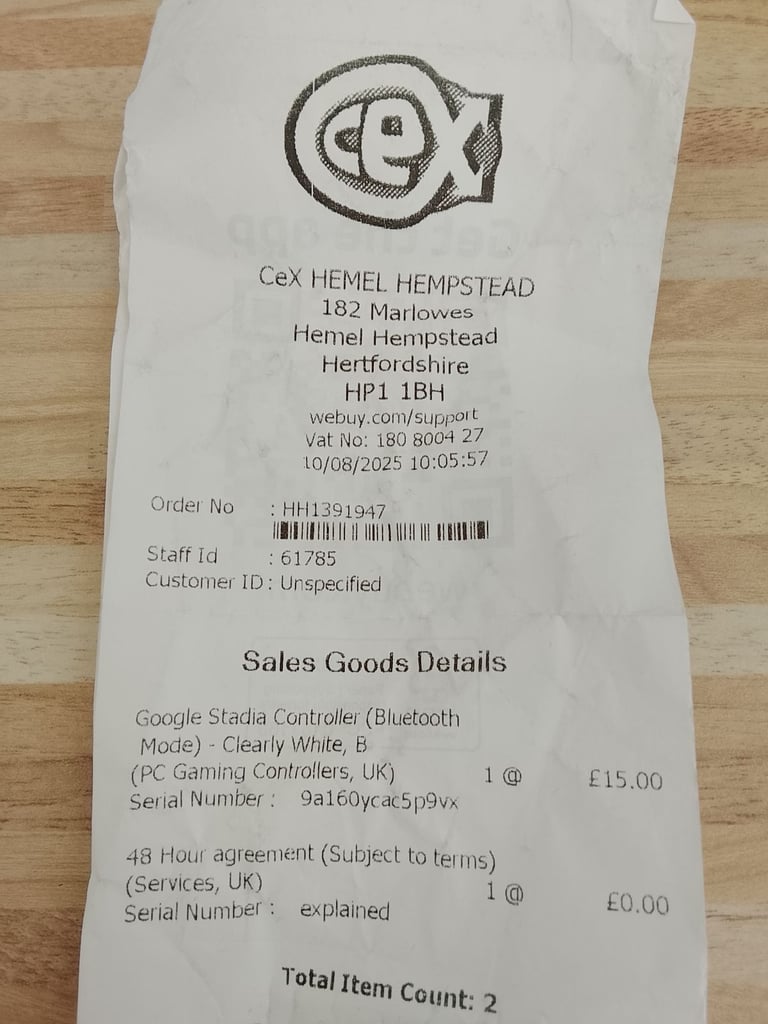 cex
CeX HEMEL HEMPSTEAD
182 Marlowes
Hemel Hempstead
Hertfordshire
HP1 1BH
webuy.com/support
Vat No: 180 8004 27
10/08/2025 10:05:57
Order No : HH1391947
Staff Id : 61785
Customer ID : Unspecified
Sales Goods Details
Google Stadia Controller (Bluetooth
Mode) - Clearly White, B
(PC Gaming Controllers, UK) 1 @ £15.00
Serial Number : 9a160ycac5p9vx
48 Hour agreement (Subject to terms)
(Services, UK) 1 @ £0.00
Serial Number : explained
Total Item Count: 2